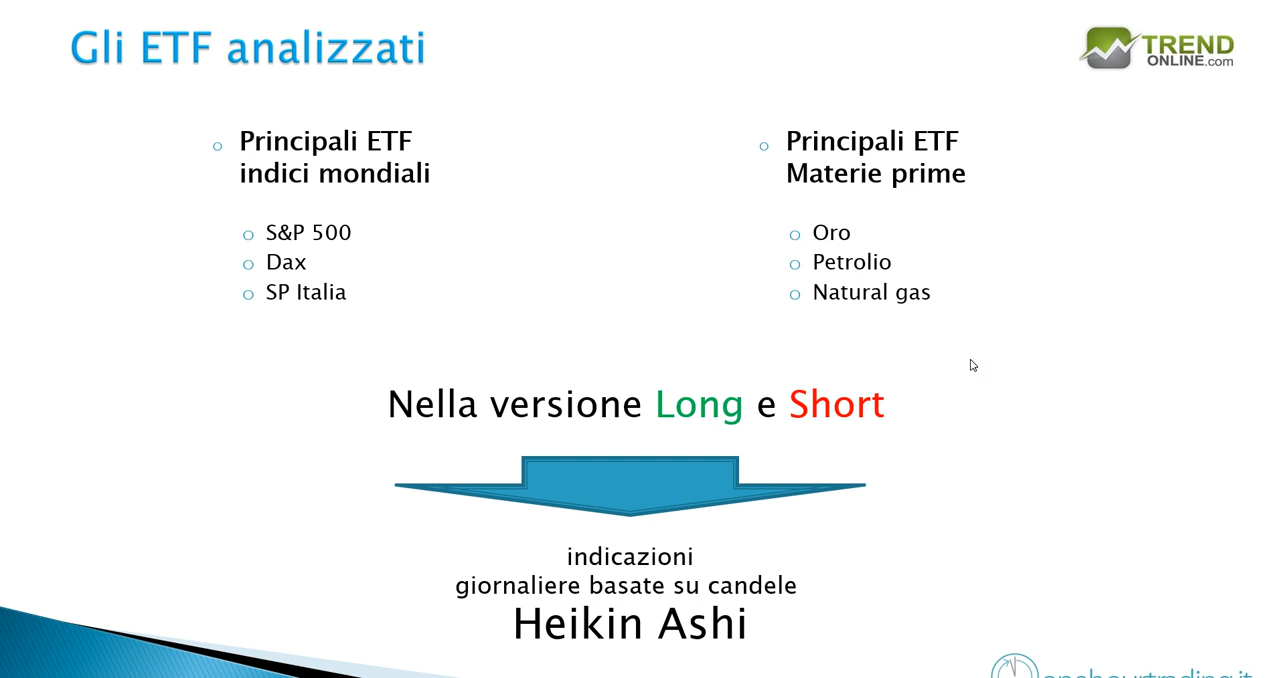 Gli ETF analizzati
TREND
ONLINE.com
Principali ETF
indici mondiali
S&P 500
Dax
SP Italia
Principali ETF
Materie prime
Oro
Petrolio
Natural gas
Nella versione Long e Short
indicazioni
giornaliere basate su candele
Heikin Ashi